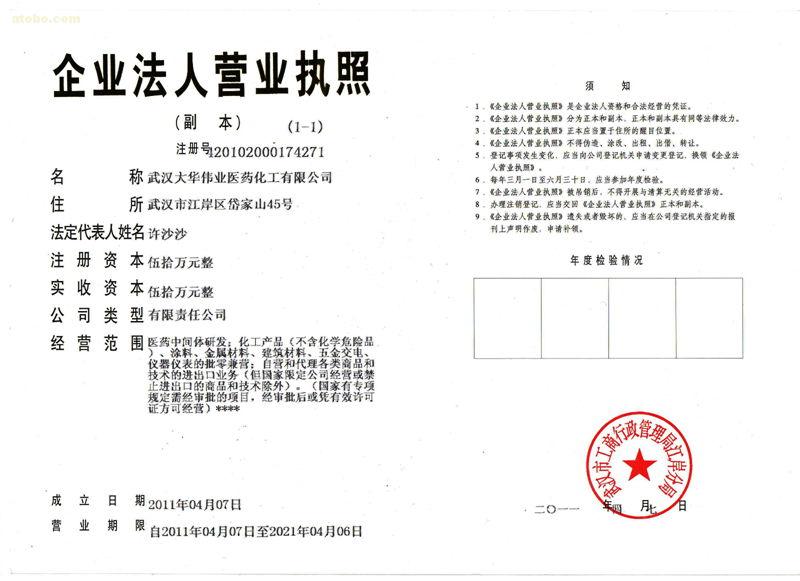 atobo.com
企业法人营业执照
（副 本） (1-1)
注册号 420102000174271
名 称 武汉大华伟业医药化工有限公司
住 所 武汉市江岸区岱家山45号
法定代表人姓名 许沙沙
注册资本 伍拾万元整
实收资本 伍拾万元整
公司类型 有限责任公司
经营范围 医药中间体研发；化工产品（不含化学危险品
）、涂料、金属材料、建筑材料、五金交电、
仪器仪表的批零兼营；自营和代理各类商品和
技术的进出口业务（但国家限定公司经营或禁
止进出口的商品和技术除外）。（国家有专项
规定需经审批的项目，经审批后或凭有效许可
证方可经营）****
成立日期 2011年04月07日
营业期限 自2011年04月07日至2021年04月06日
须 知
1．《企业法人营业执照》是企业法人资格和合法经营的凭证。
2．《企业法人营业执照》分为正本和副本，正本和副本具有同等法律效力。
3．《企业法人营业执照》正本应当置于住所的醒目位置。
4．《企业法人营业执照》不得伪造、涂改、出租、出借、转让。
5．登记事项发生变化，应当向公司登记机关申请变更登记，换领《企业法
人营业执照》。
6．每年三月一日至六月三十日，应当参加年度检验。
7．《企业法人营业执照》被吊销后，不得开展与清算无关的经营活动。
8．办理注销登记，应当交回《企业法人营业执照》正本和副本。
9．《企业法人营业执照》遗失或者毁坏的，应当在公司登记机关指定的报
刊上声明作废，申请补领。
年度检验情况
武汉市工商行政管理局江岸分局
二〇一一 年四 月七 日